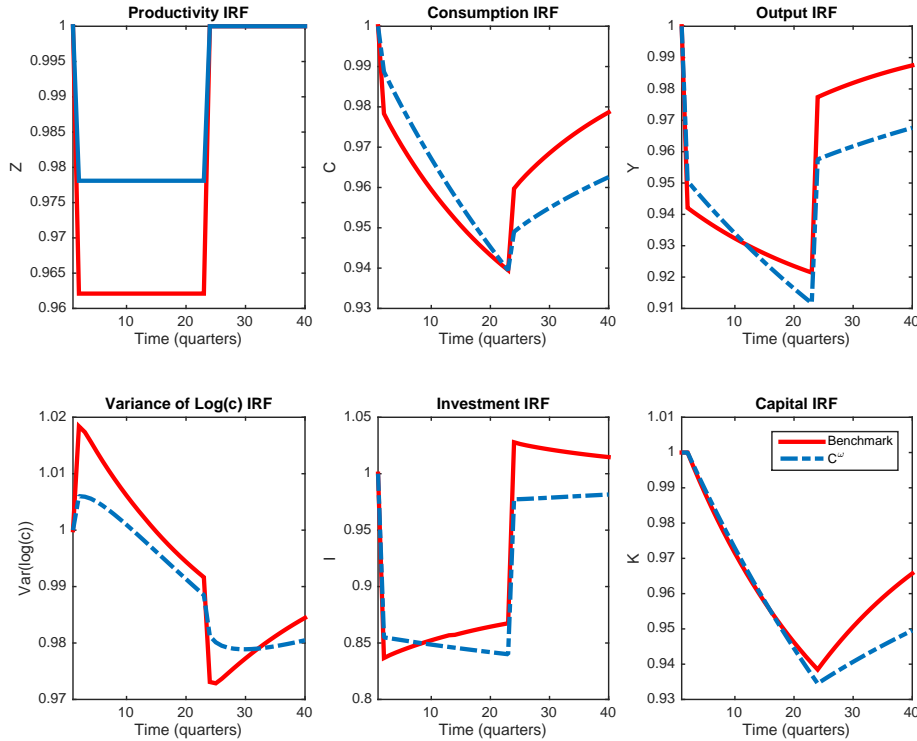 Productivity IRF
1
0.995
0.99
0.985
0.98
0.975
0.97
0.965
0.96
Z
10 20 30 40
Time (quarters)
Consumption IRF
1
0.99
0.98
0.97
0.96
0.95
0.94
0.93
C
10 20 30 40
Time (quarters)
Output IRF
1
0.99
0.98
0.97
0.96
0.95
0.94
0.93
0.92
0.91
Y
10 20 30 40
Time (quarters)
Variance of Log(c) IRF
1.02
1.01
1
0.99
0.98
0.97
Var(log(c))
10 20 30 40
Time (quarters)
Investment IRF
1.05
1
0.95
0.9
0.85
0.8
I
10 20 30 40
Time (quarters)
Capital IRF
1.01
1
0.99
0.98
0.97
0.96
0.95
0.94
0.93
K
10 20 30 40
Time (quarters)
Benchmark
C^ω